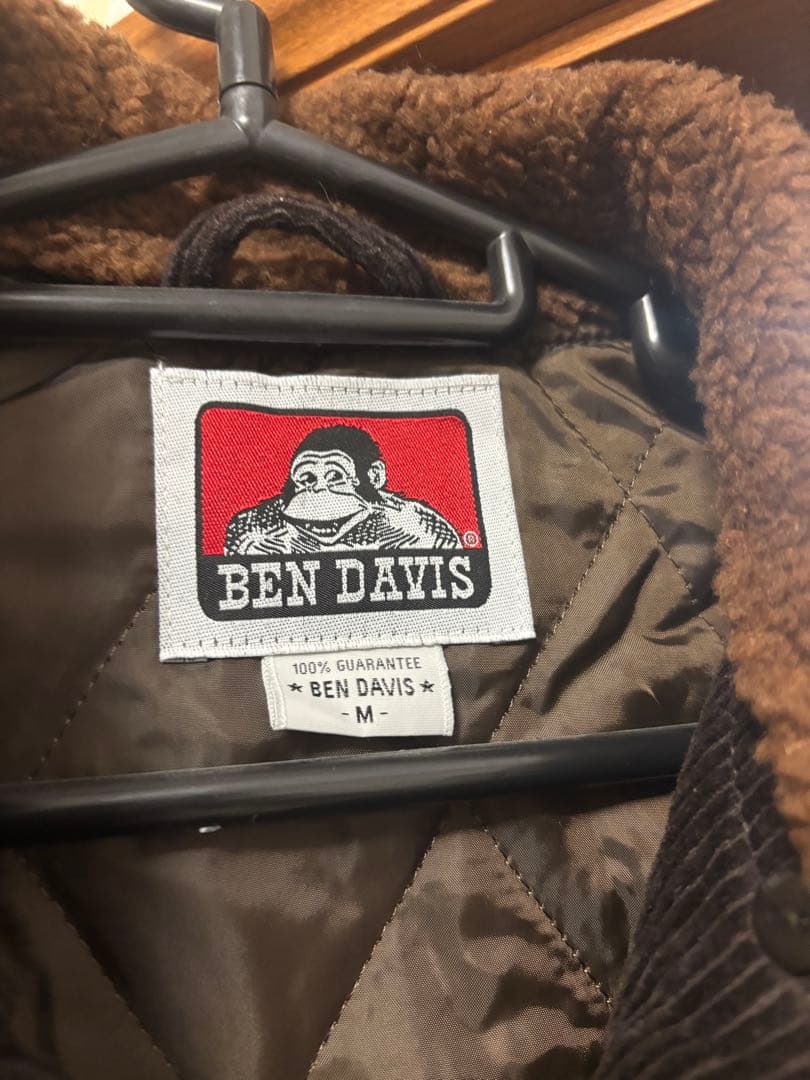 ®
BEN DAVIS
100% GUARANTEE
★ BEN DAVIS ★
- M -